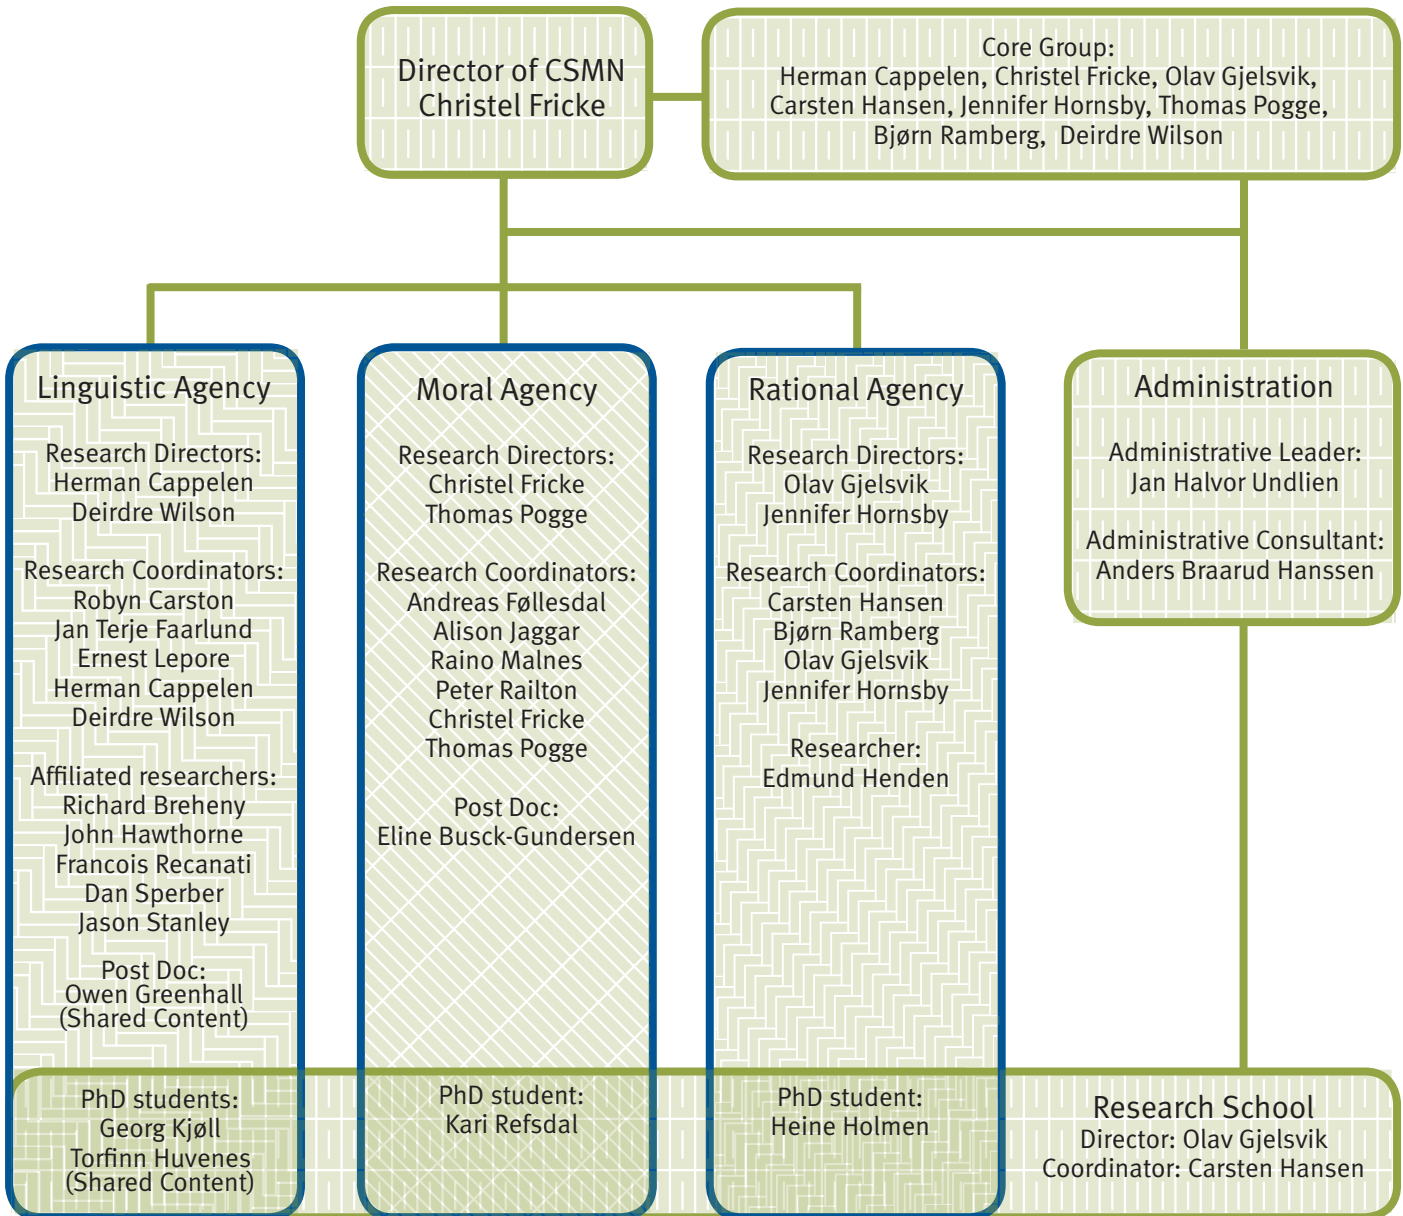 Director of CSMN
Christel Fricke
Core Group:
Herman Cappelen, Christel Fricke, Olav Gjelsvik,
Carsten Hansen, Jennifer Hornsby, Thomas Pogge,
Bjørn Ramberg, Deirdre Wilson
Linguistic Agency
Research Directors:
Herman Cappelen
Deirdre Wilson
Research Coordinators:
Robyn Carston
Jan Terje Faarlund
Ernest Lepore
Herman Cappelen
Deirdre Wilson
Affiliated researchers:
Richard Breheny
John Hawthorne
Francois Recanati
Dan Sperber
Jason Stanley
Post Doc:
Owen Greenhall
(Shared Content)
PhD students:
Georg Kjøll
Torfinn Huvenes
(Shared Content)
Moral Agency
Research Directors:
Christel Fricke
Thomas Pogge
Research Coordinators:
Andreas Føllesdal
Alison Jaggar
Raino Malnes
Peter Railton
Christel Fricke
Thomas Pogge
Post Doc:
Eline Busck-Gundersen
PhD student:
Kari Refsdal
Rational Agency
Research Directors:
Olav Gjelsvik
Jennifer Hornsby
Research Coordinators:
Carsten Hansen
Bjørn Ramberg
Olav Gjelsvik
Jennifer Hornsby
Researcher:
Edmund Henden
PhD student:
Heine Holmen
Administration
Administrative Leader:
Jan Halvor Undlien
Administrative Consultant:
Anders Braarud Hanssen
Research School
Director: Olav Gjelsvik
Coordinator: Carsten Hansen